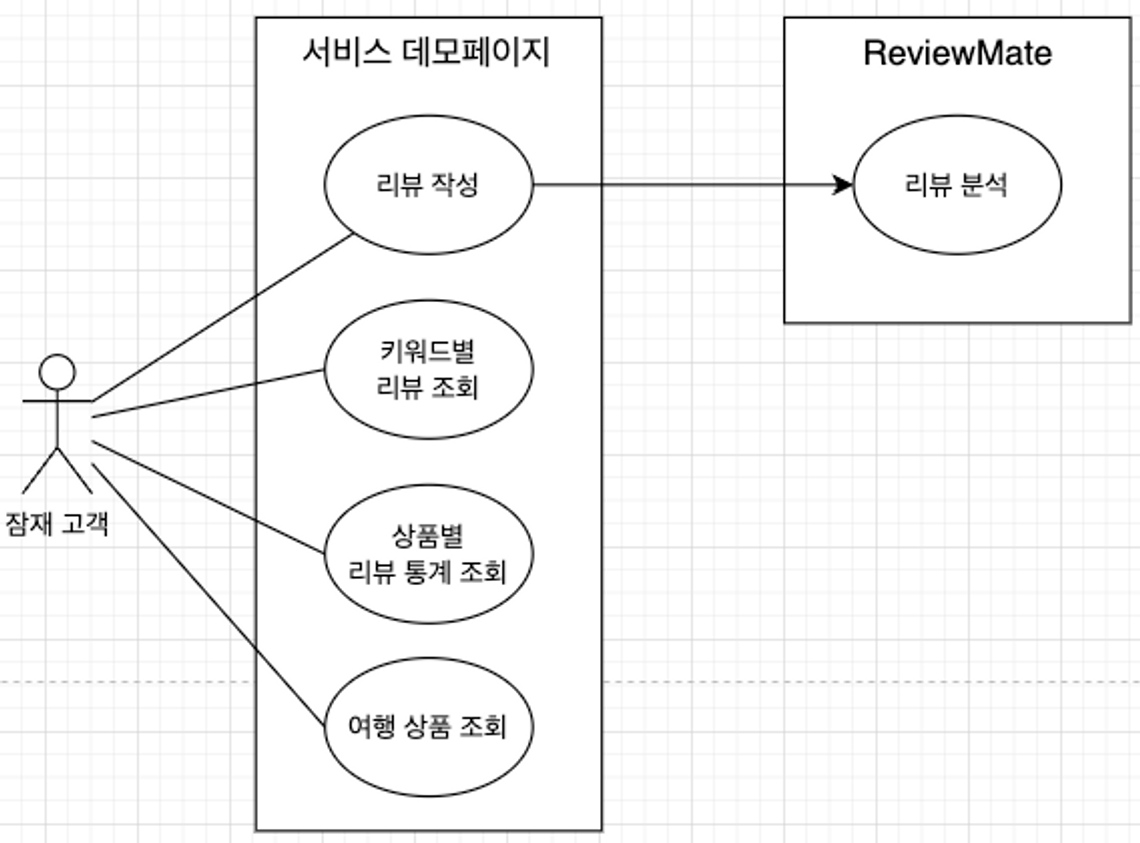 서비스 데모페이지
ReviewMate
리뷰 작성
리뷰 분석
키워드별
리뷰 조회
상품별
리뷰 통계 조회
여행 상품 조회
잠재 고객